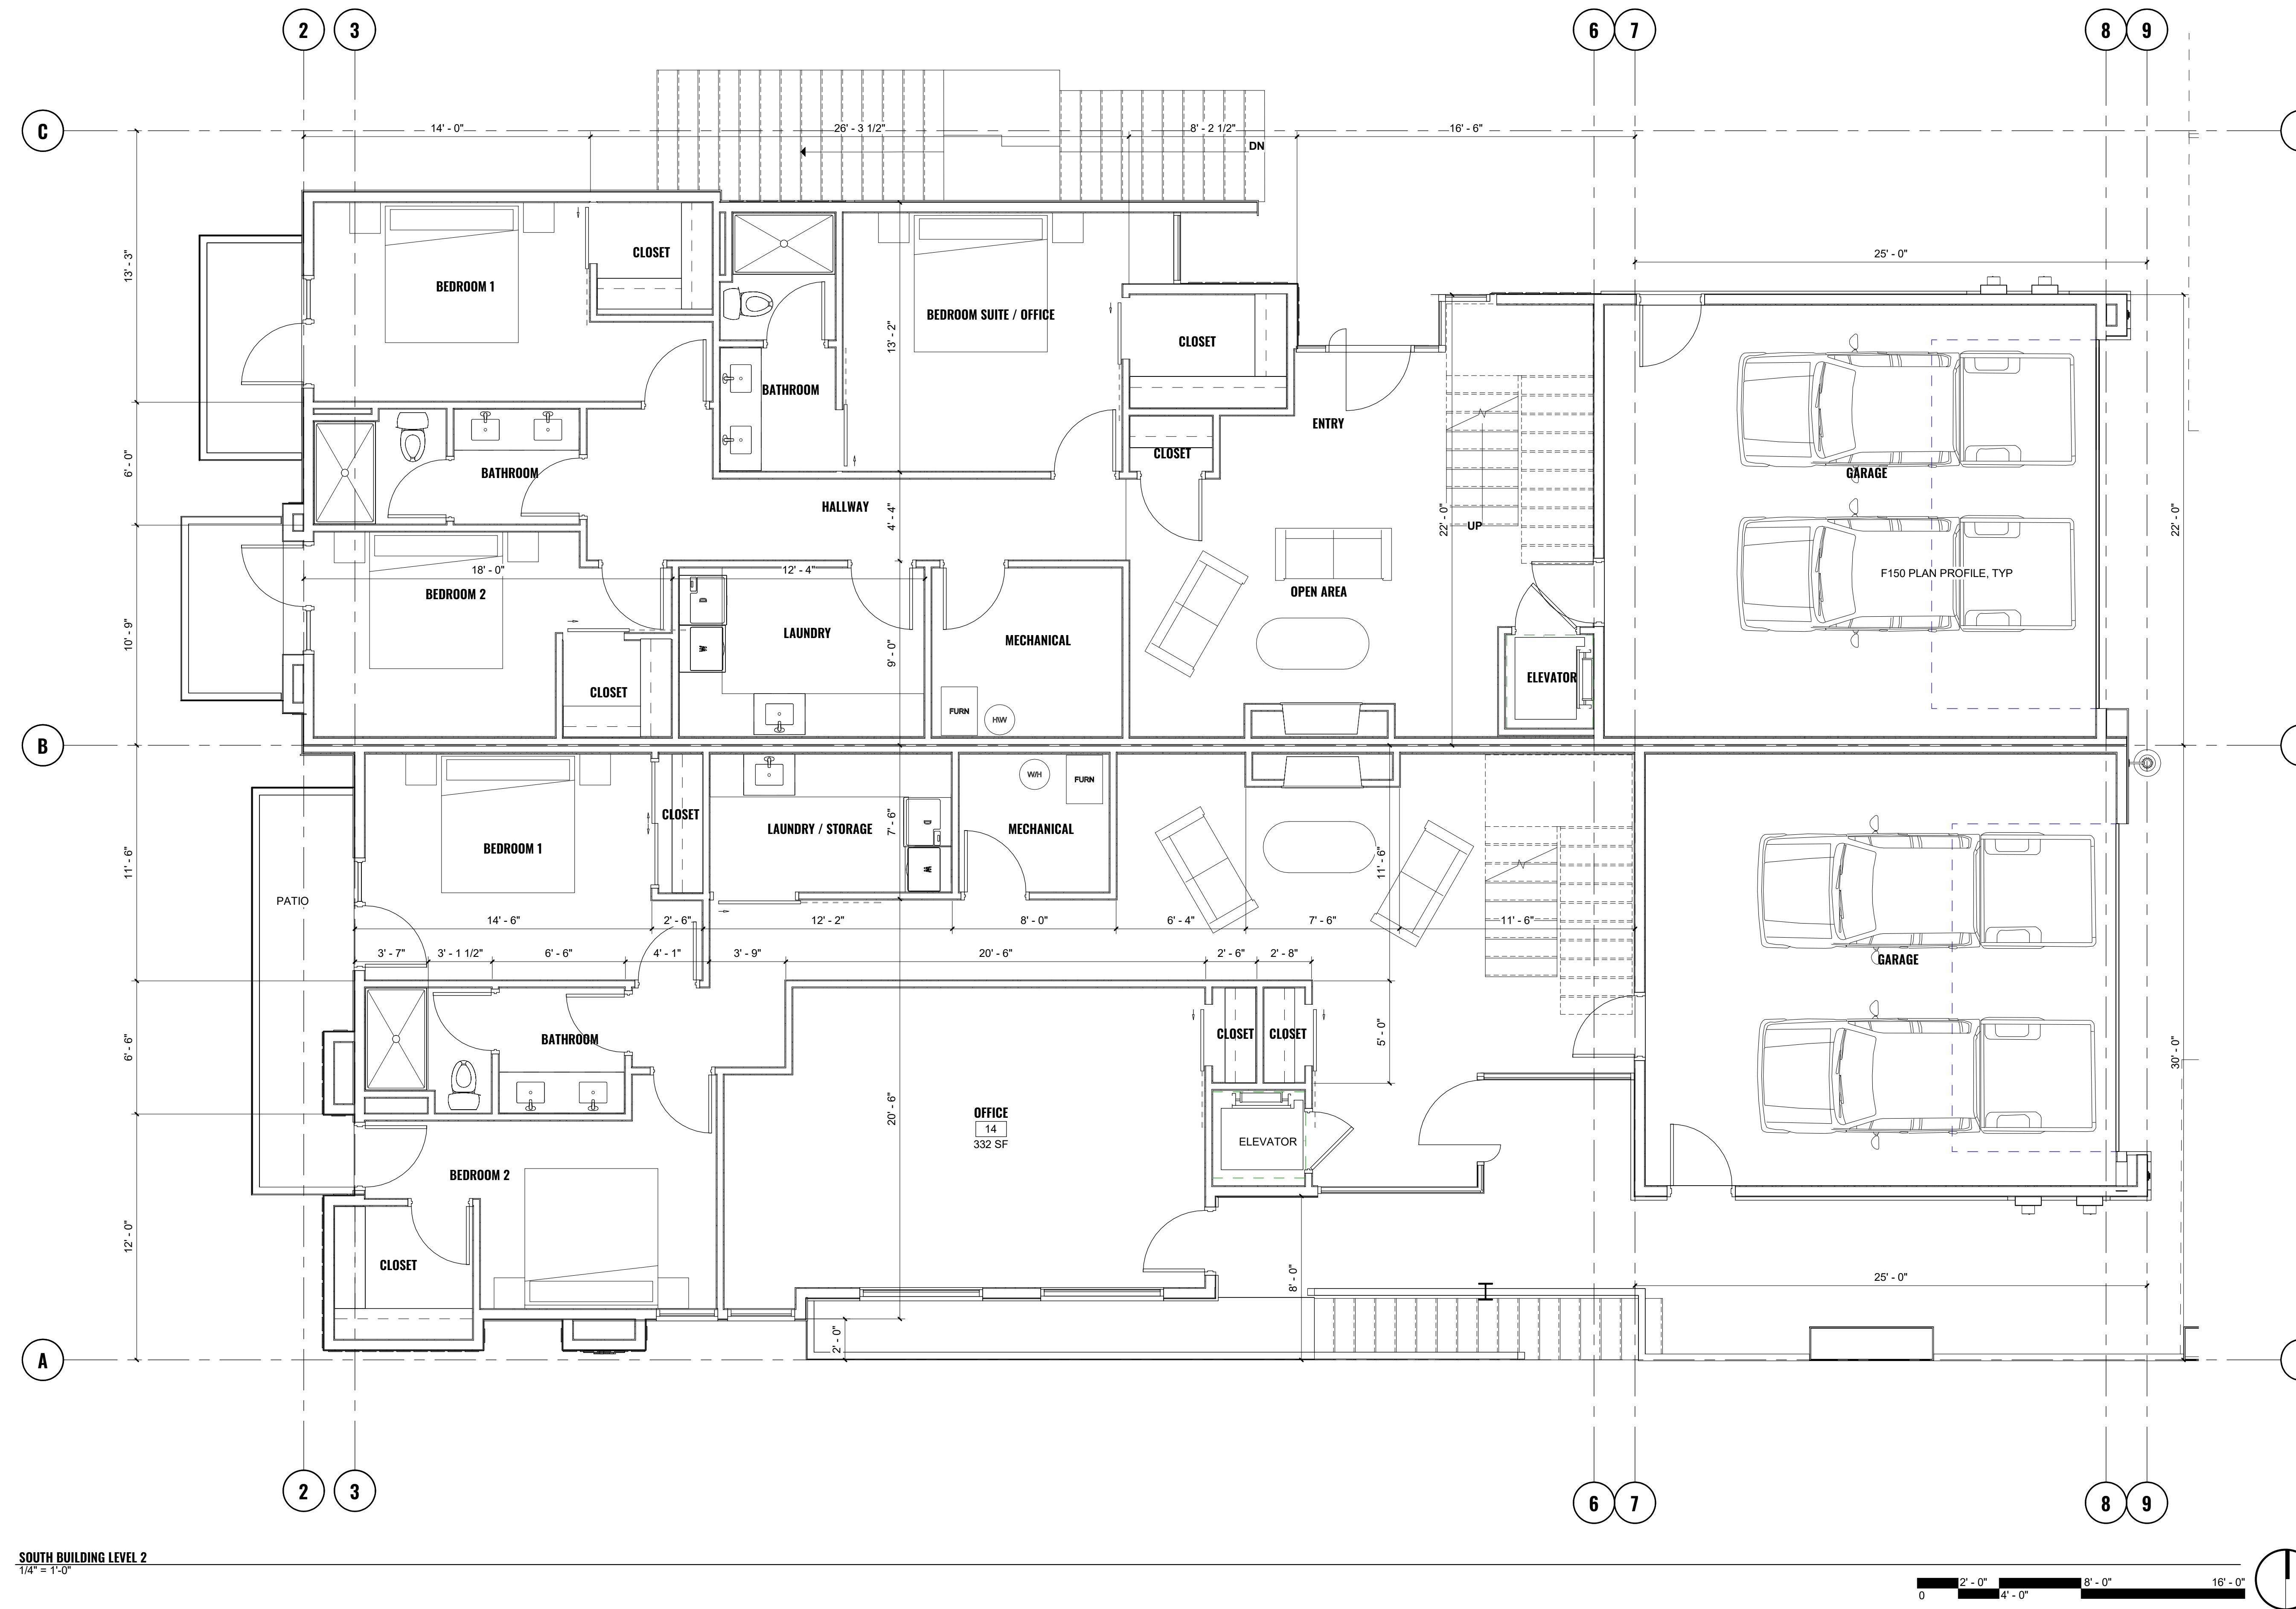 2 3 6 7 8 9
C
14' - 0" 26' - 3 1/2" 8' - 2 1/2" 16' - 6"
DN
13' - 3"
CLOSET
25' - 0"
BEDROOM 1
BEDROOM SUITE / OFFICE
13' - 2"
CLOSET
BATHROOM
ENTRY
CLOSET
6' - 0"
BATHROOM
GARAGE
HALLWAY
4' - 4"
22' - 0"
UP
22' - 0"
18' - 0"
12' - 4"
F150 PLAN PROFILE, TYP
BEDROOM 2
OPEN AREA
D
10' - 9"
LAUNDRY
MECHANICAL
W
9' - 0"
ELEVATOR
CLOSET
FURN
HW
B
W/H
FURN
CLOSET
LAUNDRY / STORAGE
7' - 6"
D
MECHANICAL
BEDROOM 1
11' - 6"
11' - 6"
W
PATIO
14' - 6" 2' - 6" 12' - 2" 8' - 0" 6' - 4" 7' - 6" 11' - 6"
3' - 7" 3' - 1 1/2" 6' - 6" 4' - 1" 3' - 9" 20' - 6" 2' - 6" 2' - 8"
GARAGE
6' - 6"
BATHROOM
CLOSET
CLOSET
5' - 0"
30' - 0"
20' - 6"
OFFICE
14
332 SF
ELEVATOR
BEDROOM 2
12' - 0"
CLOSET
8' - 0"
25' - 0"
2' - 0"
A
2 3 6 7 8 9
SOUTH BUILDING LEVEL 2
1/4" = 1'-0"
2' - 0" 8' - 0" 16' - 0"
0 4' - 0"